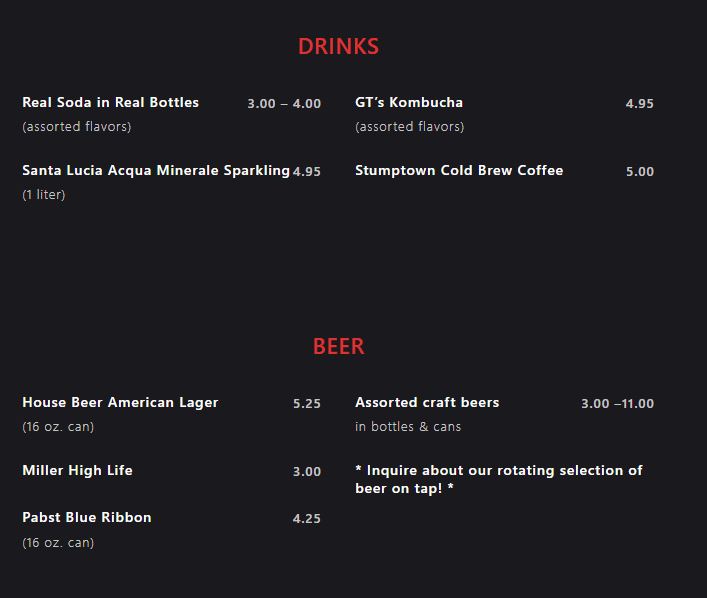 DRINKS
Real Soda in Real Bottles 3.00 – 4.00
(assorted flavors)
Santa Lucia Acqua Minerale Sparkling 4.95
(1 liter)
GT’s Kombucha 4.95
(assorted flavors)
Stumptown Cold Brew Coffee 5.00
BEER
House Beer American Lager 5.25
(16 oz. can)
Miller High Life 3.00
Pabst Blue Ribbon 4.25
(16 oz. can)
Assorted craft beers 3.00 –11.00
in bottles & cans
* Inquire about our rotating selection of
beer on tap! *